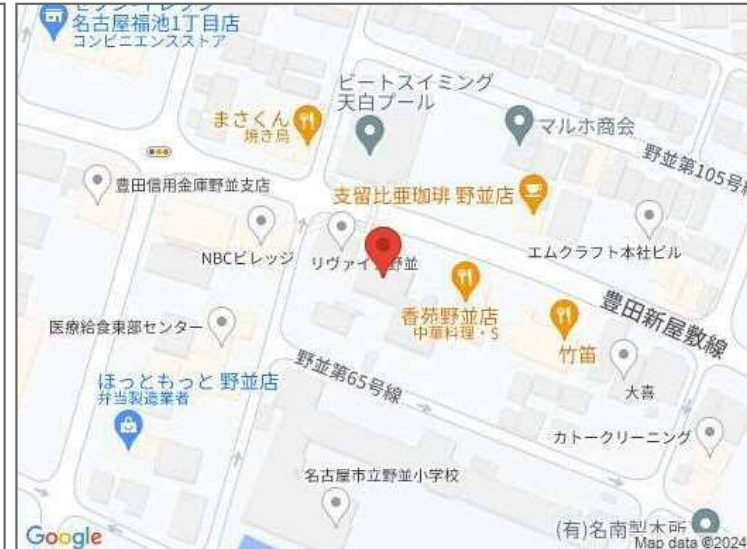 名古屋福池1丁目店
コンビニエンスストア
ビートスイミング
天白プール
まさくん
焼き鳥
マルホ商会
野並第105号線
豊田信用金庫野並支店
支留比亜珈琲 野並店
NBCビレッジ
リヴァイ
野並
エムクラフト本社ビル
香苑野並店
中華料理・S
豊田新屋敷線
医療給食東部センター
竹笛
野並第65号線
ほっともっと 野並店
弁当製造業者
大喜
カトークリーニング
名古屋市立野並小学校
(有)名南製木所
Google
Map data ©2024